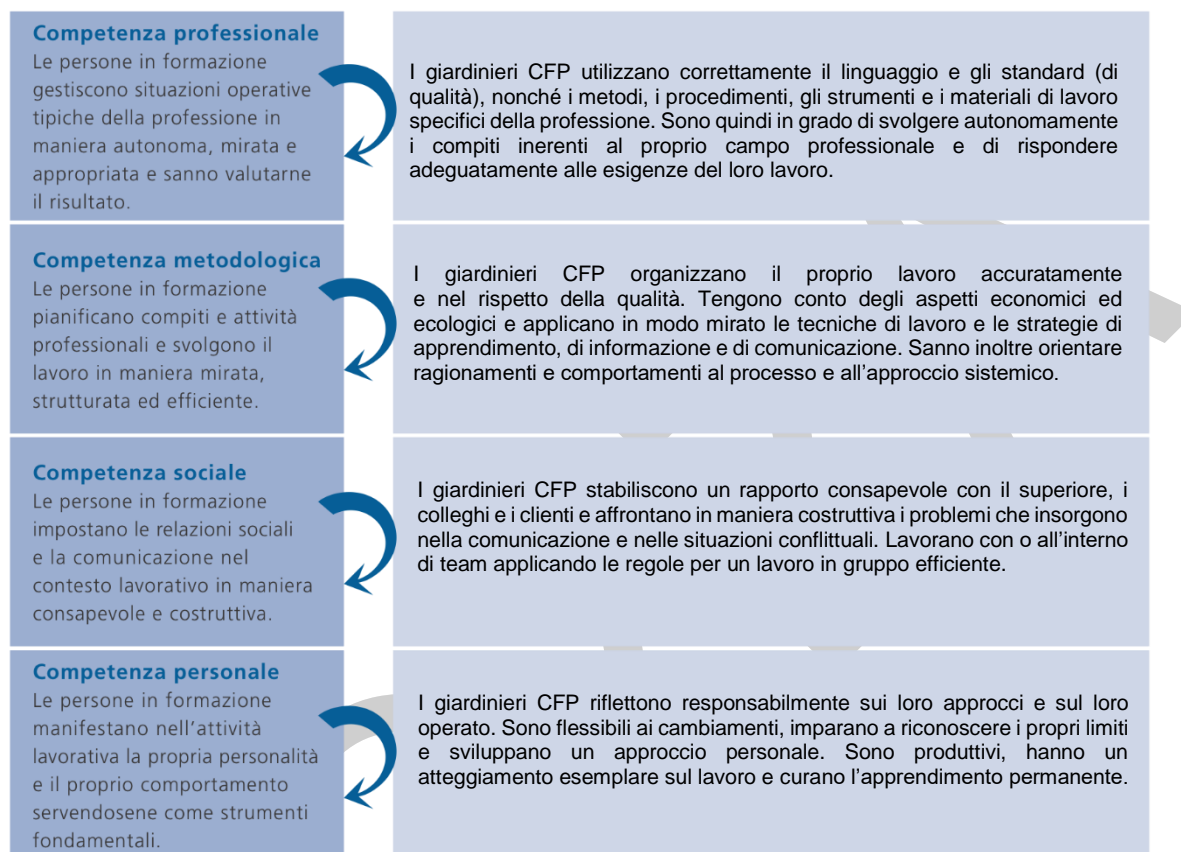 Competenza professionale
Le persone in formazione
gestiscono situazioni operative
tipiche della professione in
maniera autonoma, mirata e
appropriata e sanno valutarne
il risultato.
I giardinieri CFP utilizzano correttamente il linguaggio e gli standard (di
qualità), nonché i metodi, i procedimenti, gli strumenti e i materiali di lavoro
specifici della professione. Sono quindi in grado di svolgere autonomamente
i compiti inerenti al proprio campo professionale e di rispondere
adeguatamente alle esigenze del loro lavoro.
Competenza metodologica
Le persone in formazione
pianificano compiti e attività
professionali e svolgono il
lavoro in maniera mirata,
strutturata ed efficiente.
I giardinieri CFP organizzano il proprio lavoro accuratamente
e nel rispetto della qualità. Tengono conto degli aspetti economici ed
ecologici e applicano in modo mirato le tecniche di lavoro e le strategie di
apprendimento, di informazione e di comunicazione. Sanno inoltre orientare
ragionamenti e comportamenti al processo e all'approccio sistemico.
Competenza sociale
Le persone in formazione
impostano le relazioni sociali
e la comunicazione nel
contesto lavorativo in maniera
consapevole e costruttiva.
I giardinieri CFP stabiliscono un rapporto consapevole con il superiore, i
colleghi e i clienti e affrontano in maniera costruttiva i problemi che insorgono
nella comunicazione e nelle situazioni conflittuali. Lavorano con o all'interno
di team applicando le regole per un lavoro in gruppo efficiente.
Competenza personale
Le persone in formazione
manifestano nell'attività
lavorativa la propria personalità
e il proprio comportamento
servendosene come strumenti
fondamentali.
I giardinieri CFP riflettono responsabilmente sui loro approcci e sul loro
operato. Sono flessibili ai cambiamenti, imparano a riconoscere i propri limiti
e sviluppano un approccio personale. Sono produttivi, hanno un
atteggiamento esemplare sul lavoro e curano l'apprendimento permanente.